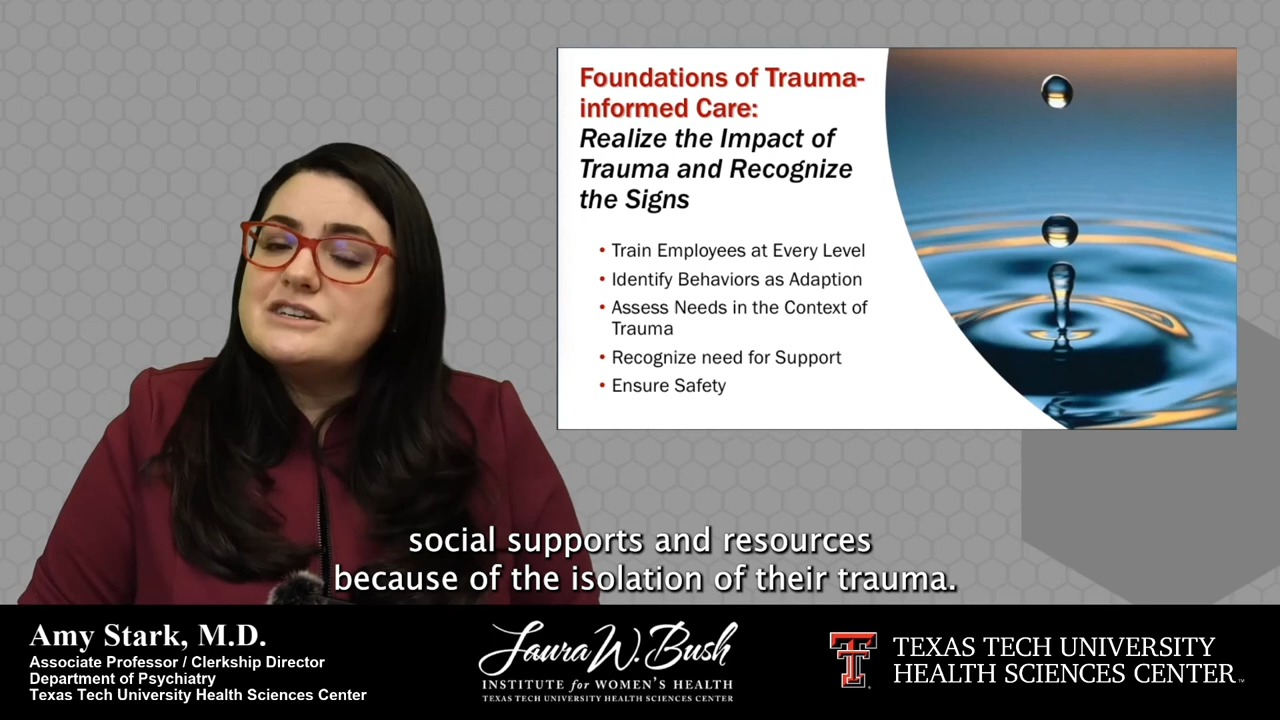 Foundations of Trauma-
informed Care:
Realize the Impact of
Trauma and Recognize
the Signs
• Train Employees at Every Level
• Identify Behaviors as Adaption
• Assess Needs in the Context of
Trauma
• Recognize need for Support
• Ensure Safety
social supports and resources
because of the isolation of their trauma.
Amy Stark, M.D.
Associate Professor / Clerkship Director
Department of Psychiatry
Texas Tech University Health Sciences Center
Laura W. Bush
INSTITUTE for WOMEN'S HEALTH
TEXAS TECH UNIVERSITY HEALTH SCIENCES CENTER
TEXAS TECH UNIVERSITY
HEALTH SCIENCES CENTER™